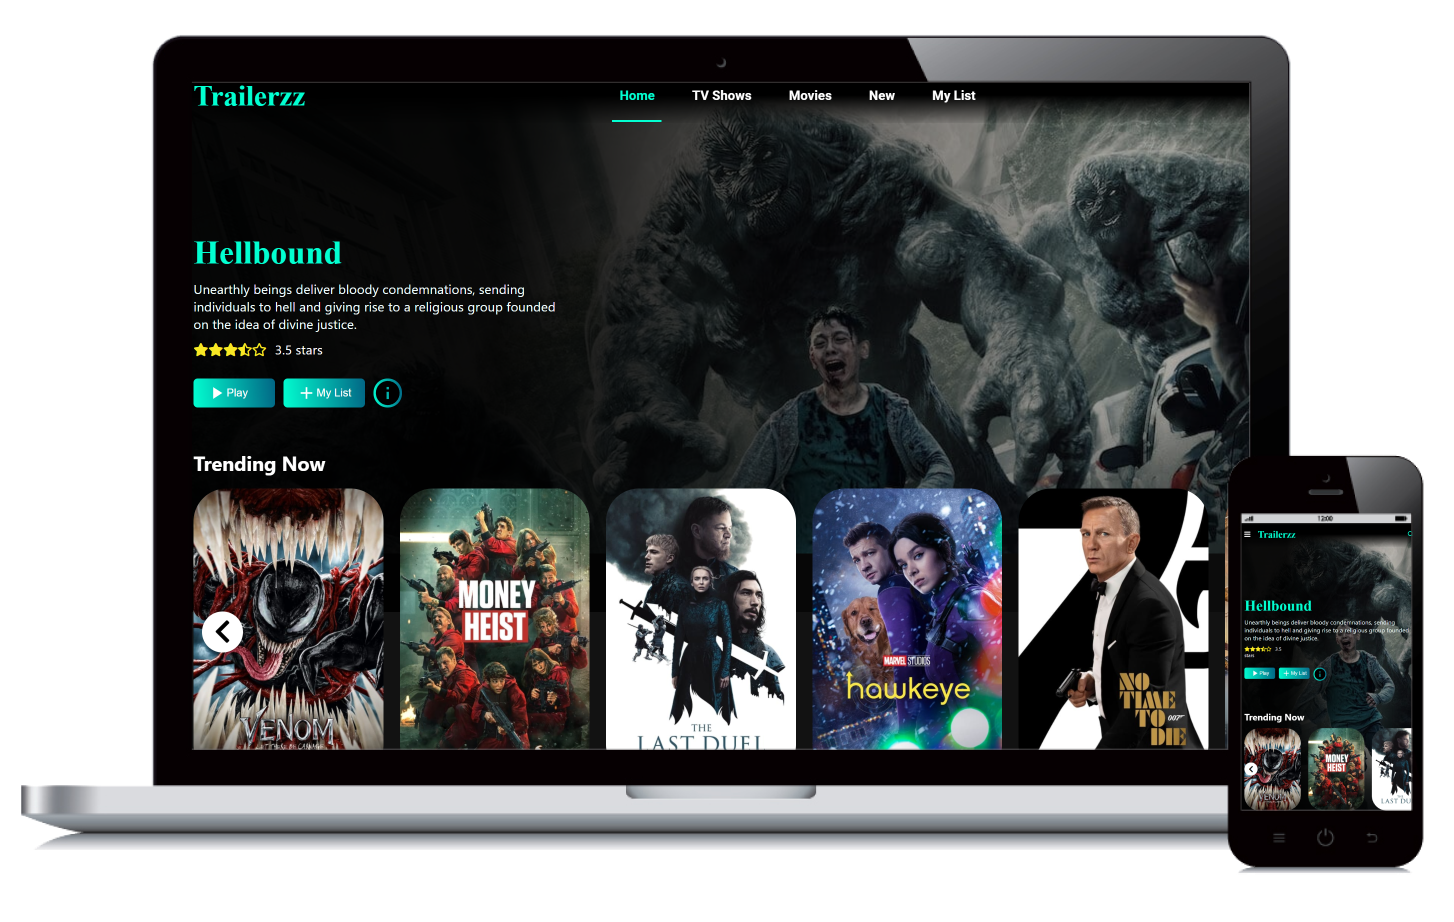 Trailerzz
Home TV Shows Movies New My List
Hellbound
Unearthly beings deliver bloody condemnations, sending
individuals to hell and giving rise to a religious group founded
on the idea of divine justice.
3.5 stars
Play
My List
Trending Now
VENOM
MONEY
HEIST
THE
LAST DUEL
MARVEL STUDIOS
hawkeye
NO
TIME
TO 007
DIE
12:00
Trailerzz
Hellbound
Unearthly beings deliver bloody condemnations, sending
individuals to hell and giving rise to a religious group founded
on the idea of divine justice.
3.5
stars
Play
My List
Trending Now
VENOM
MONEY
HEIST
LAST DU